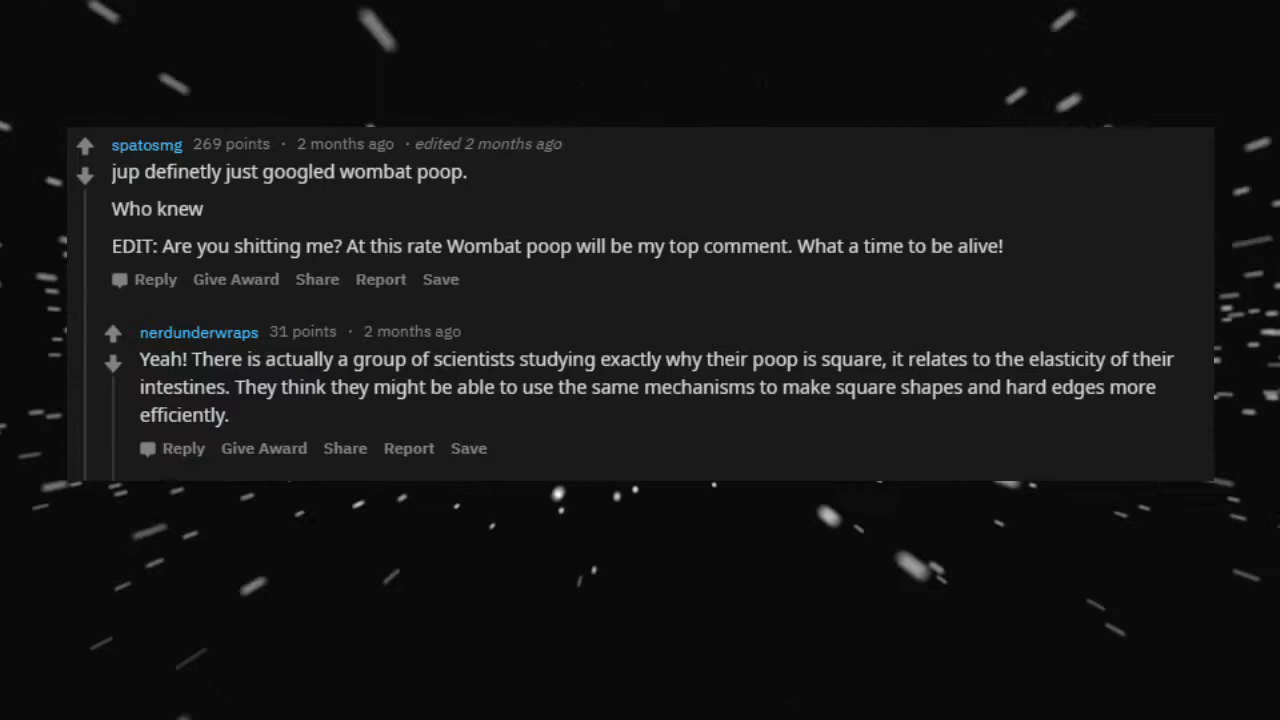 spatosmg 269 points · 2 months ago · edited 2 months ago
jup definetly just googled wombat poop.
Who knew
EDIT: Are you shitting me? At this rate Wombat poop will be my top comment. What a time to be alive!
Reply Give Award Share Report Save
nerdunderwraps 31 points · 2 months ago
Yeah! There is actually a group of scientists studying exactly why their poop is square, it relates to the elasticity of their
intestines. They think they might be able to use the same mechanisms to make square shapes and hard edges more
efficiently.
Reply Give Award Share Report Save